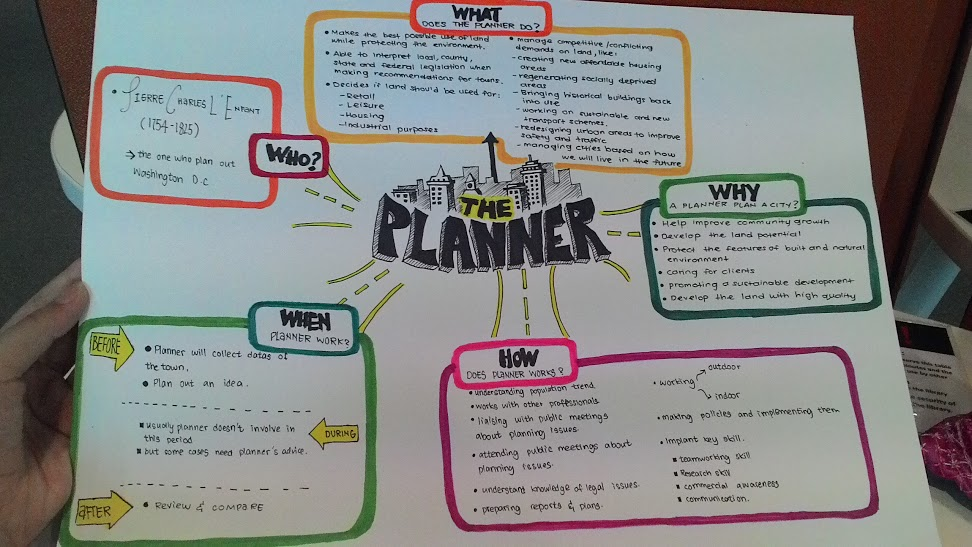 WHAT
DOES THE PLANNER DO?
• Makes the best possible use of land
while protecting the environment.
• Able to interpret local, county,
state and federal legislation when
making recommendations for towns.
• Decides if land should be used for:
- Retail
- Leisure
- Housing
- Industrial purposes
• manage competitive/conflicting
demands on land, like:
- creating new affordable housing
areas
- regenerating socially deprived
areas
- Bringing historical buildings back
into use
- working on sustainable and new
transport schemes.
- redesigning urban areas to improve
safety and traffic
- managing cities based on how
we will live in the future
WHO?
• PIERRE CHARLES L'ENFANT
(1754-1825)
→ the one who plan out
Washington D.C
THE
PLANNER
WHY
A PLANNER PLAN A CITY?
• Help improve community growth
• Develop the land potential
• Protect the features of built and natural
environment
• caring for clients
• promoting a sustainable development
• Develop the land with high quality
WHEN
PLANNER WORK?
BEFORE
• Planner will collect datas of
the town.
• Plan out an idea.
DURING
▪ usually planner doesn't involve in
this period
▪ but some cases need planner's advice.
AFTER
• REVIEW & COMPARE
HOW
DOES PLANNER WORKS?
• understanding population trend
• works with other professionals
• liaising with public meetings
about planning issues.
• attending public meetings about
planning issues.
• understand knowledge of legal issues.
• preparing reports & plans.
• working
outdoor
indoor
• making policies and implementing them
• Implant key skill.
▪ teamworking skill
▪ Research skill
▪ commercial awareness
▪ communication.